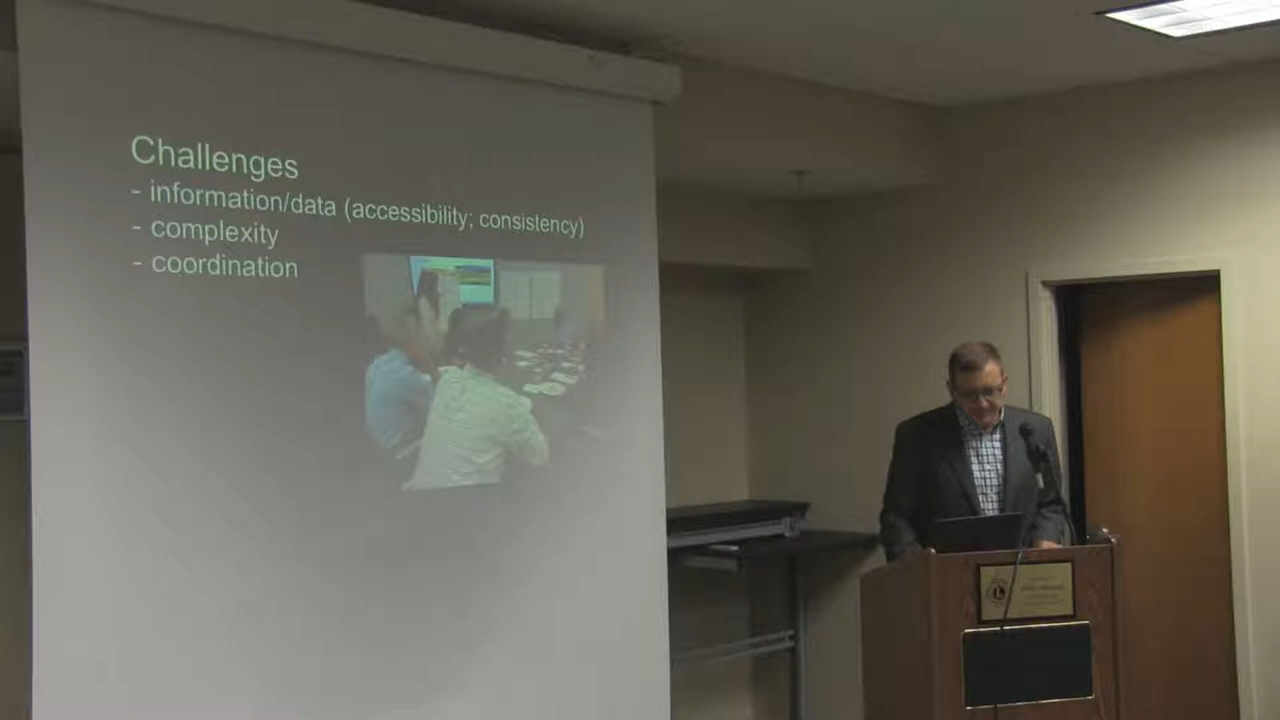 Challenges
- information/data (accessibility; consistency)
- complexity
- coordination